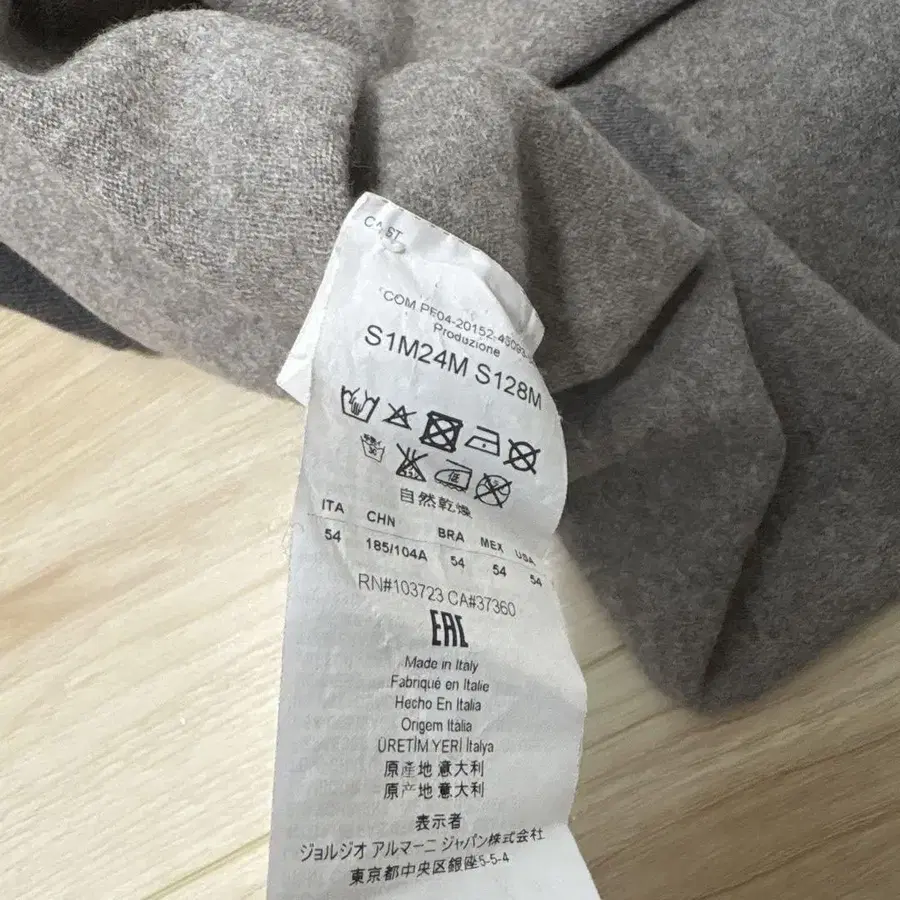 COM.PE04-20152-4
Produzione
S1M24M S128M
低
自然乾燥
ITA CHN BRA MEX USA
54 185/104A 54 54 54
RN#103723 CA#37360
EAC
Made in Italy
Fabriqué en Italie
Hecho En Italia
Origem Itália
ÜRETİM YERİ İtalya
原產地 意大利
原产地 意大利
表示者
ジョルジオ アルマーニ ジャパン株式会社
東京都中央区銀座5-5-4